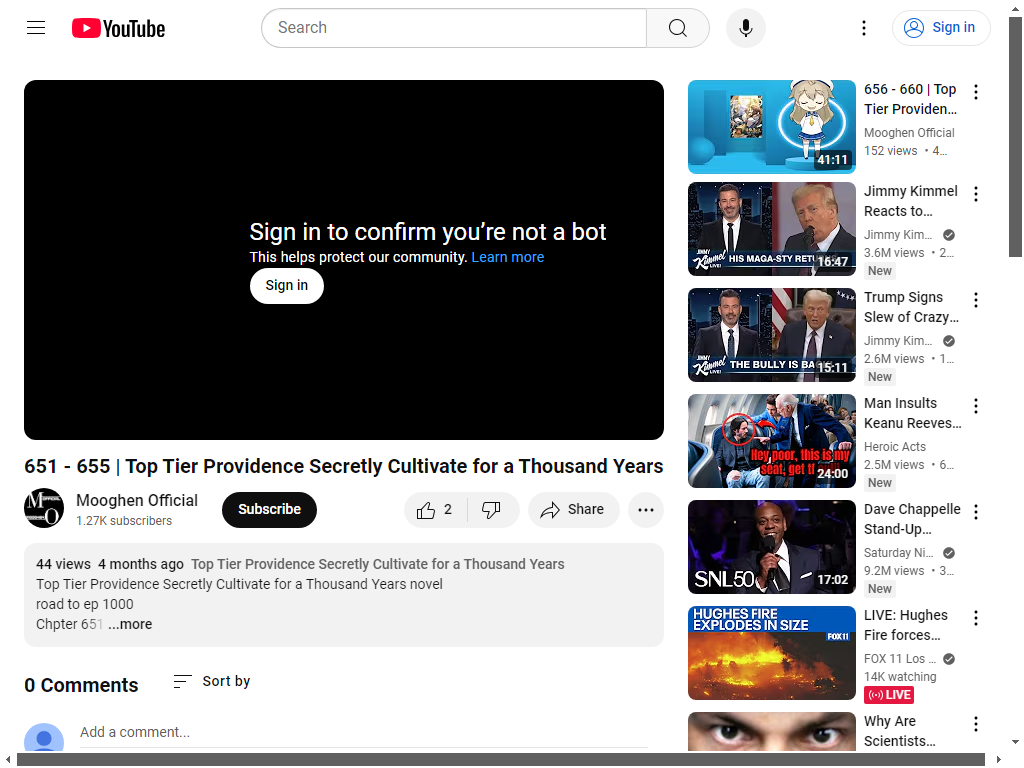 YouTube
Search
Sign in
Sign in to confirm you’re not a bot
This helps protect our community. Learn more
Sign in
651 - 655 | Top Tier Providence Secretly Cultivate for a Thousand Years
Mooghen Official
1.27K subscribers
Subscribe
2
Share
44 views 4 months ago Top Tier Providence Secretly Cultivate for a Thousand Years
Top Tier Providence Secretly Cultivate for a Thousand Years novel
road to ep 1000
Chpter 651 ...more
0 Comments
Sort by
Add a comment...
41:11
656 - 660 | Top
Tier Providen...
Mooghen Official
152 views • 4...
Jimmy Kimmel LIVE!
HIS MAGA-STY RETU
16:47
Jimmy Kimmel
Reacts to...
Jimmy Kim...
3.6M views • 2...
New
JIMMY Kimmel LIVE!
THE BULLY IS BA
15:11
Trump Signs
Slew of Crazy...
Jimmy Kim...
2.6M views • 1...
New
Hey poor, this is my
seat, get
24:00
Man Insults
Keanu Reeves...
Heroic Acts
2.5M views • 6...
New
SNL50
17:02
Dave Chappelle
Stand-Up...
Saturday Ni...
9.2M views • 3...
New
HUGHES FIRE
EXPLODES IN SIZE
FOX 11
LIVE: Hughes
Fire forces...
FOX 11 Los ...
14K watching
LIVE
Why Are
Scientists...